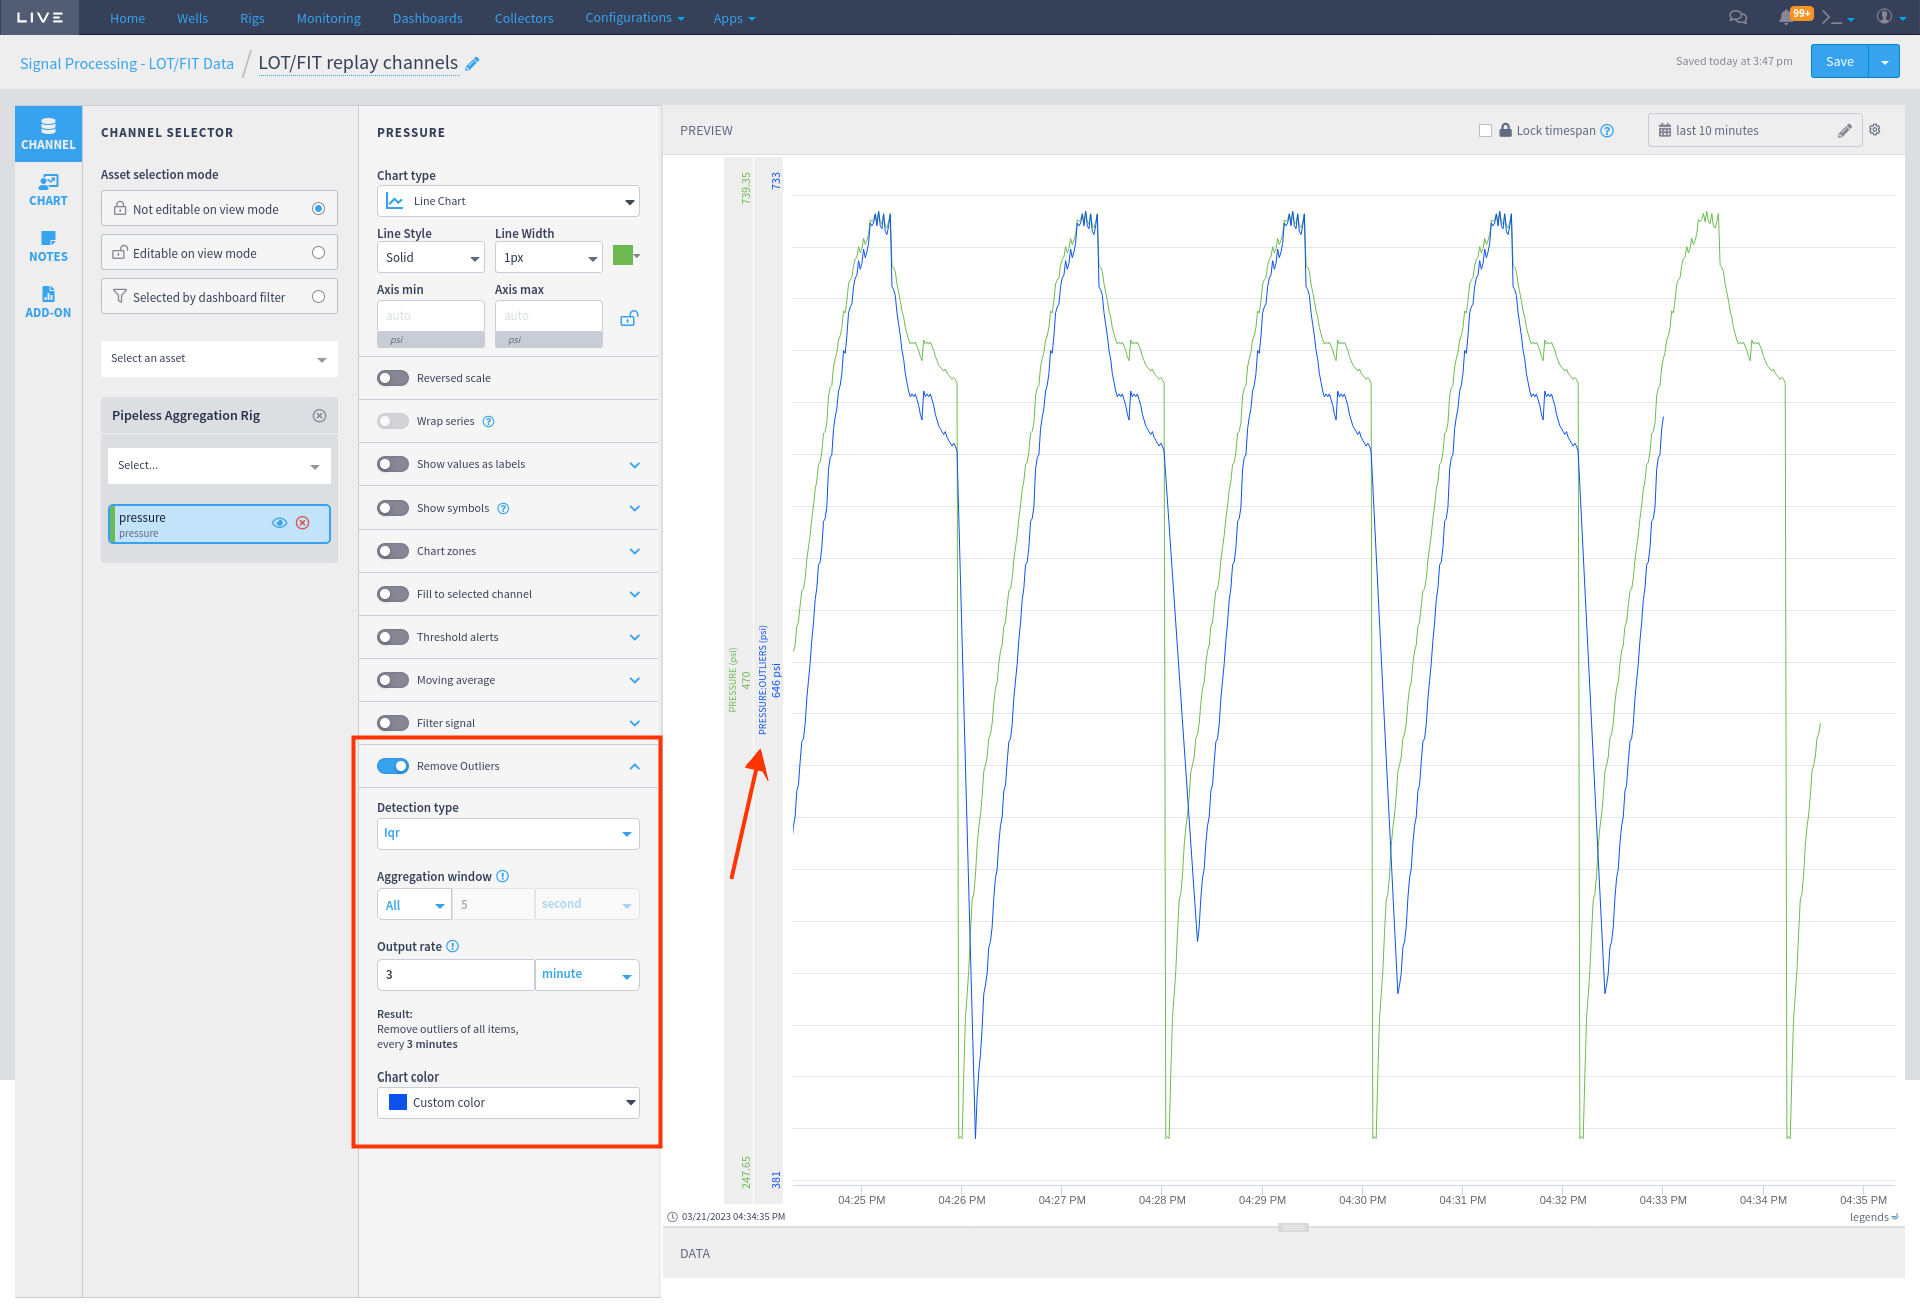 LIVE
Home
Wells
Rigs
Monitoring
Dashboards
Collectors
Configurations
Apps
99+
Signal Processing - LOT/FIT Data / LOT/FIT replay channels
Saved today at 3:47 pm
Save
CHANNEL
CHART
NOTES
ADD-ON
CHANNEL SELECTOR
Asset selection mode
Not editable on view mode
Editable on view mode
Selected by dashboard filter
Select an asset
Pipeless Aggregation Rig
Select...
pressure
pressure
PRESSURE
Chart type
Line Chart
Line Style
Line Width
Solid
1px
Axis min
Axis max
auto
auto
psi
psi
Reversed scale
Wrap series
Show values as labels
Show symbols
Chart zones
Fill to selected channel
Threshold alerts
Moving average
Filter signal
Remove Outliers
Detection type
Iqr
Aggregation window
All
5
second
Output rate
3
minute
Result:
Remove outliers of all items,
every 3 minutes
Chart color
Custom color
PREVIEW
Lock timespan
last 10 minutes
739.35
733
PRESSURE (psi)
470
PRESSURE:OUTLIERS (psi)
646 psi
247.65
381
04:25 PM
04:26 PM
04:27 PM
04:28 PM
04:29 PM
04:30 PM
04:31 PM
04:32 PM
04:33 PM
04:34 PM
04:35 PM
03/21/2023 04:34:35 PM
legends
DATA